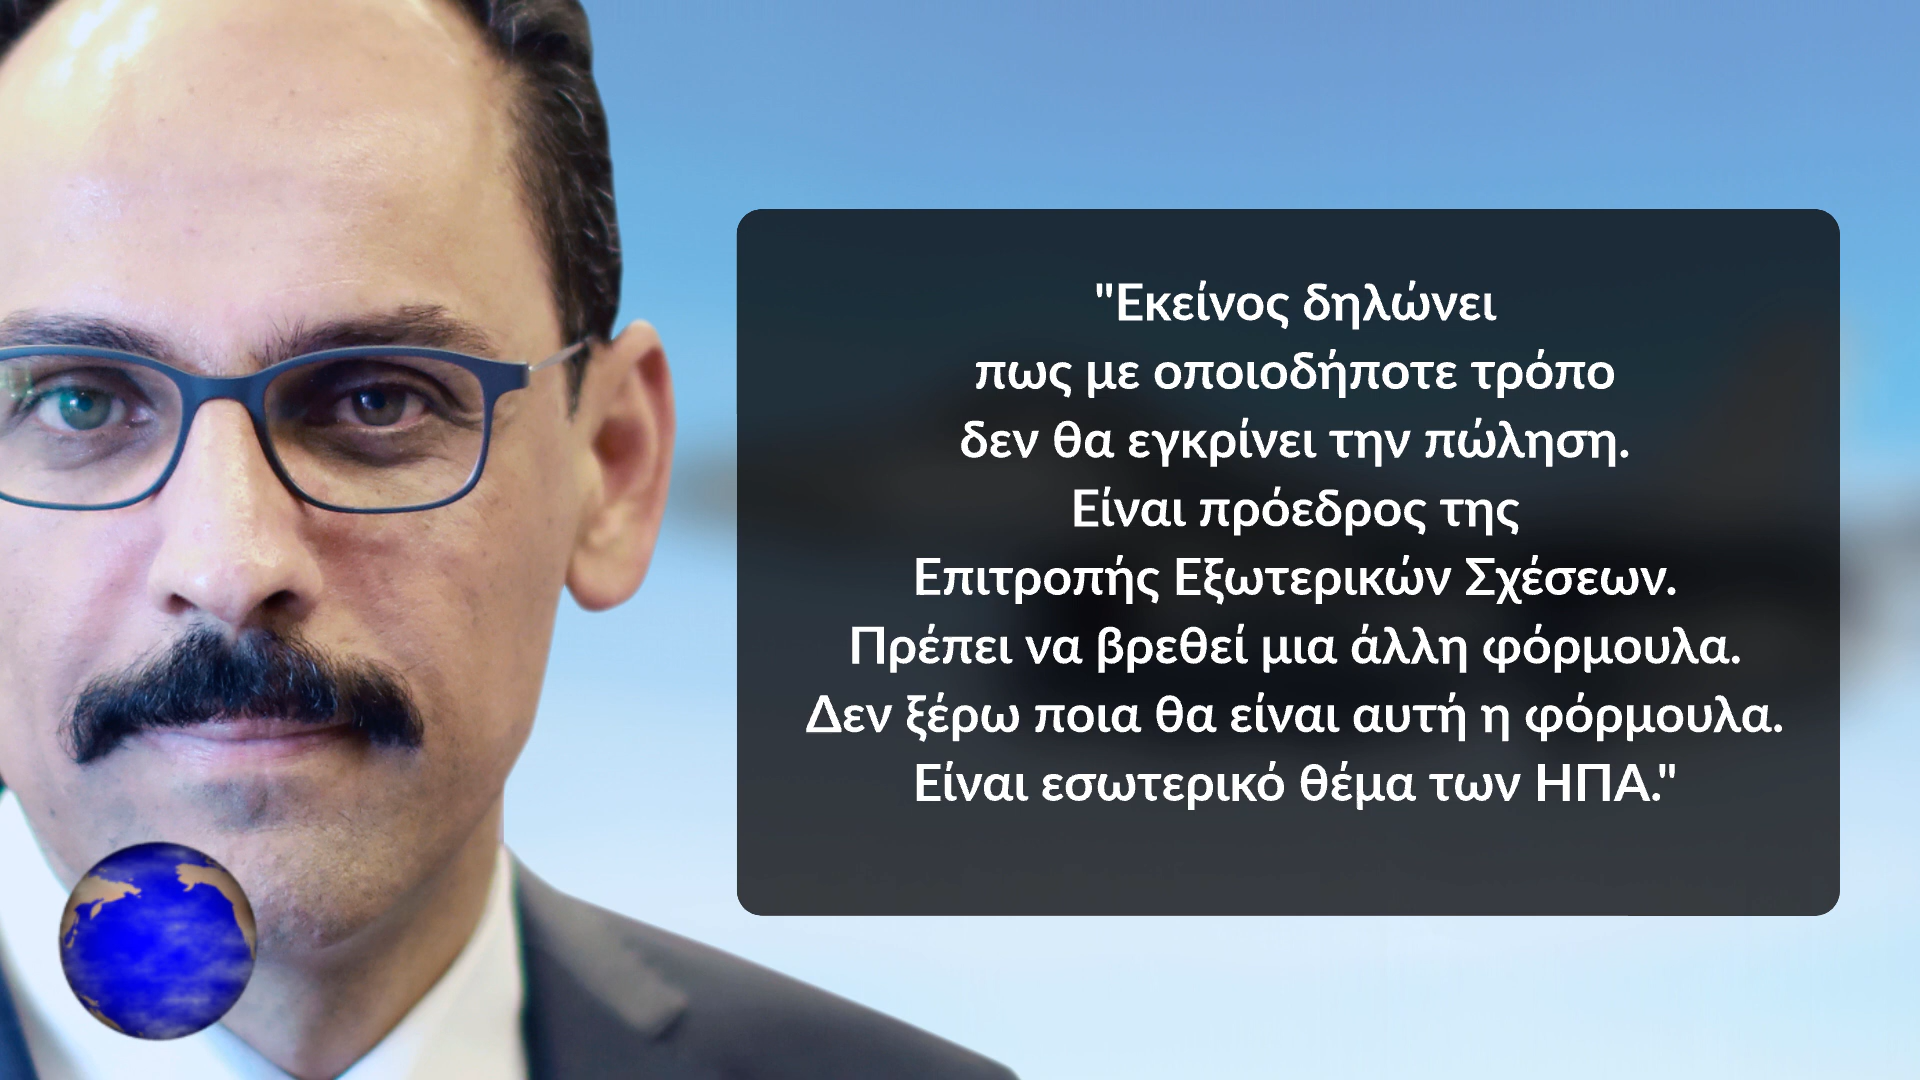 "Εκείνος δηλώνει
πως με οποιοδήποτε τρόπο
δεν θα εγκρίνει την πώληση.
Είναι πρόεδρος της
Επιτροπής Εξωτερικών Σχέσεων.
Πρέπει να βρεθεί μια άλλη φόρμουλα.
Δεν ξέρω ποια θα είναι αυτή η φόρμουλα.
Είναι εσωτερικό θέμα των ΗΠΑ."